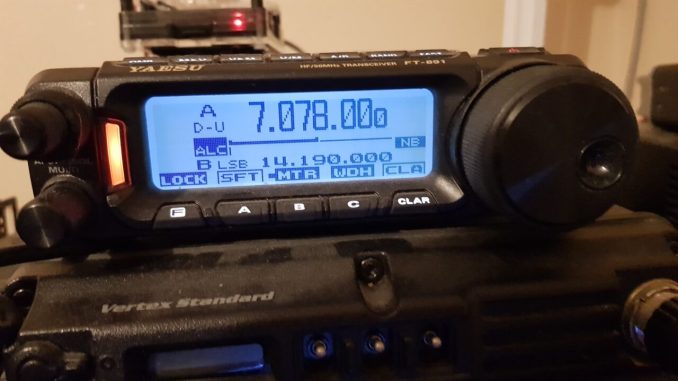 YAESU HF/50MHz TRANSCEIVER FT-891
A 7.078.000
D-U
ALC NB
B LSB 14.190.000
LOCK SFT MTR WDH CLA
MULTI
F A B C CLAR
Vertex Standard